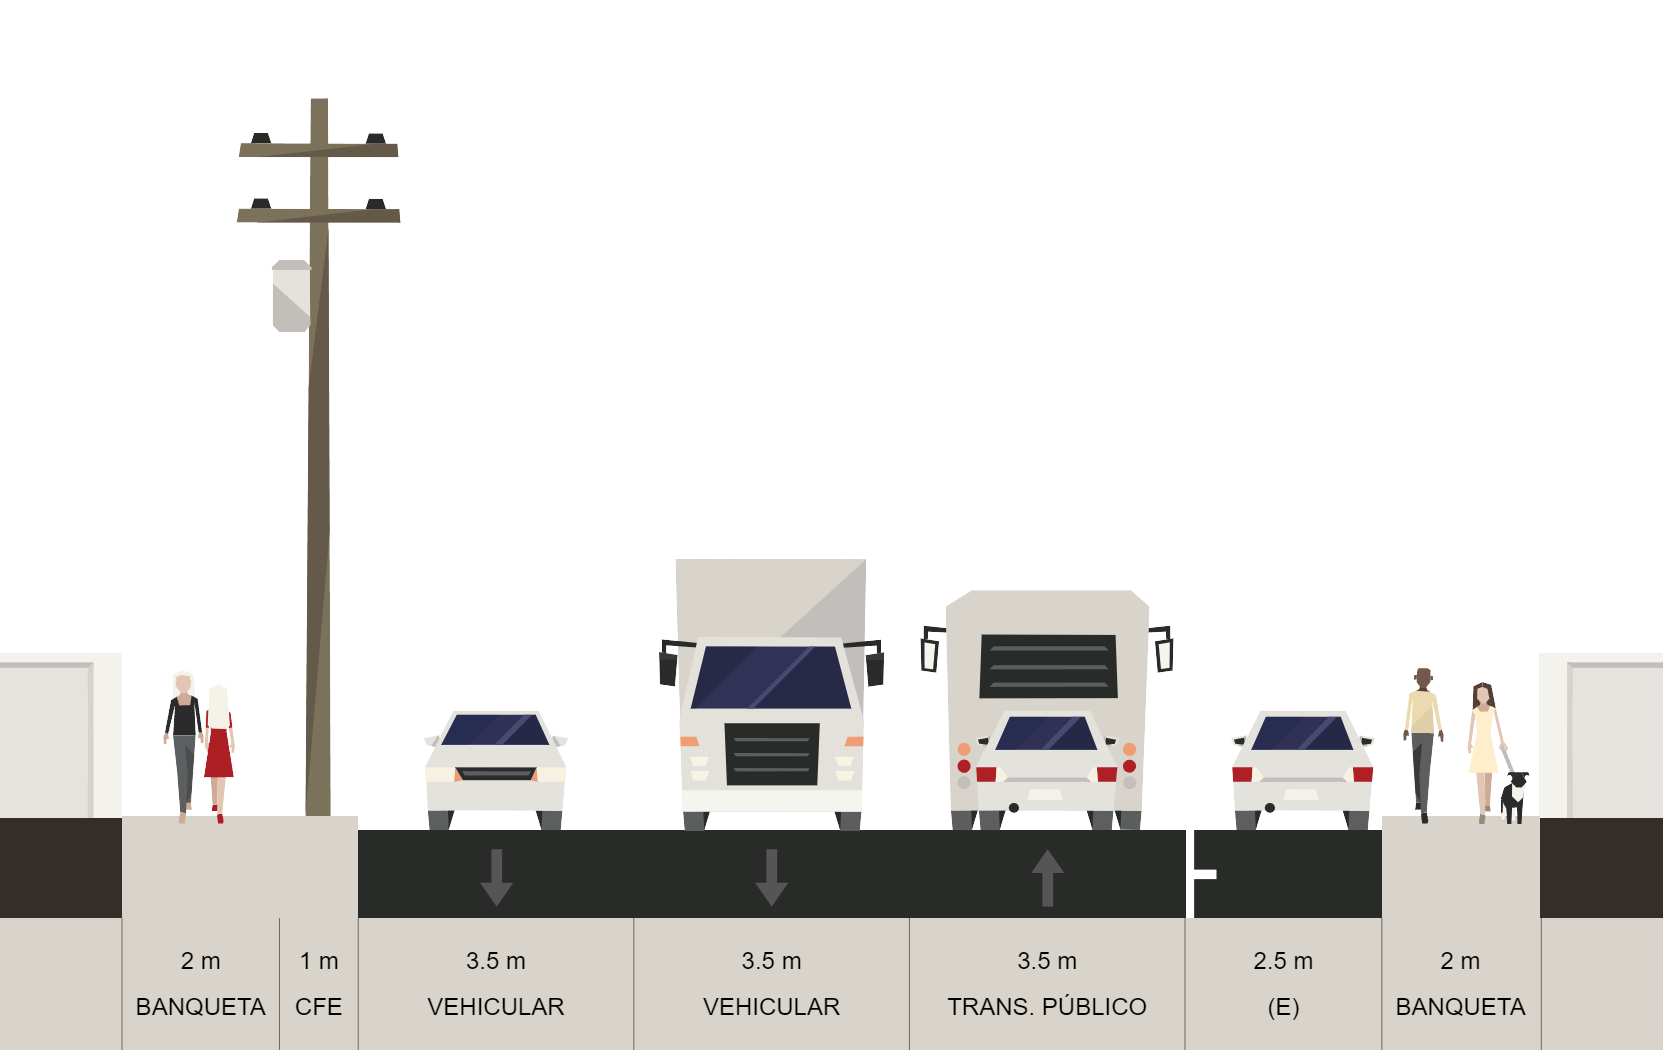 2 m
BANQUETA
1 m
CFE
3.5 m
VEHICULAR
3.5 m
VEHICULAR
3.5 m
TRANS. PÚBLICO
2.5 m
(E)
2 m
BANQUETA